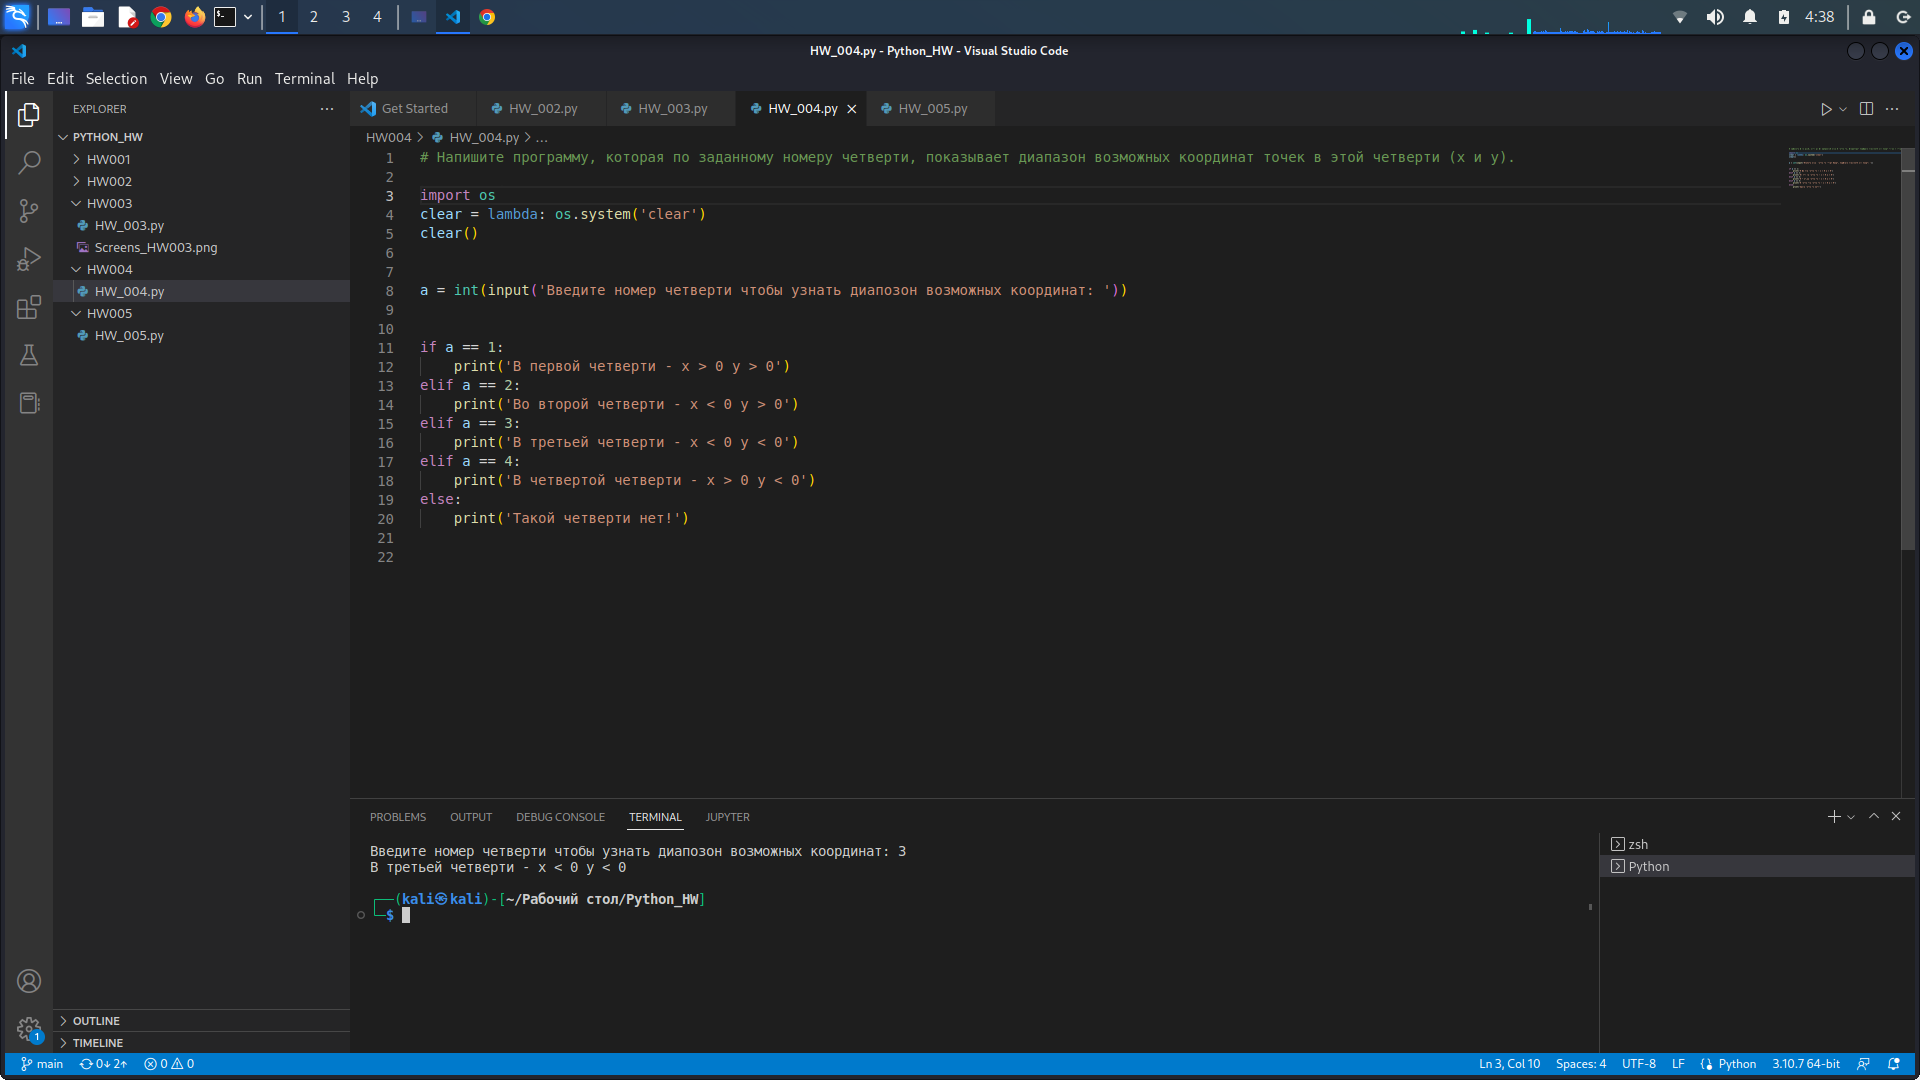 1 2 3 4 4:38
HW_004.py - Python_HW - Visual Studio Code
File Edit Selection View Go Run Terminal Help
EXPLORER
PYTHON_HW
HW001
HW002
HW003
HW_003.py
Screens_HW003.png
HW004
HW_004.py
HW005
HW_005.py
OUTLINE
TIMELINE
Get Started HW_002.py HW_003.py HW_004.py HW_005.py
HW004 > HW_004.py > ...
1 # Напишите программу, которая по заданному номеру четверти, показывает диапазон возможных координат точек в этой четверти (x и y).
2
3 import os
4 clear = lambda: os.system('clear')
5 clear()
6
7
8 a = int(input('Введите номер четверти чтобы узнать диапозон возможных координат: '))
9
10
11 if a == 1:
12 print('В первой четверти - x > 0 y > 0')
13 elif a == 2:
14 print('Во второй четверти - x < 0 y > 0')
15 elif a == 3:
16 print('В третьей четверти - x < 0 y < 0')
17 elif a == 4:
18 print('В четвертой четверти - x > 0 y < 0')
19 else:
20 print('Такой четверти нет!')
21
22
PROBLEMS OUTPUT DEBUG CONSOLE TERMINAL JUPYTER
Введите номер четверти чтобы узнать диапозон возможных координат: 3
В третьей четверти - x < 0 y < 0
┌──(kali㉿kali)-[~/Рабочий стол/Python_HW]
└─$
zsh
Python
1
main 0↓ 2↑ 0 0 Ln 3, Col 10 Spaces: 4 UTF-8 LF Python 3.10.7 64-bit